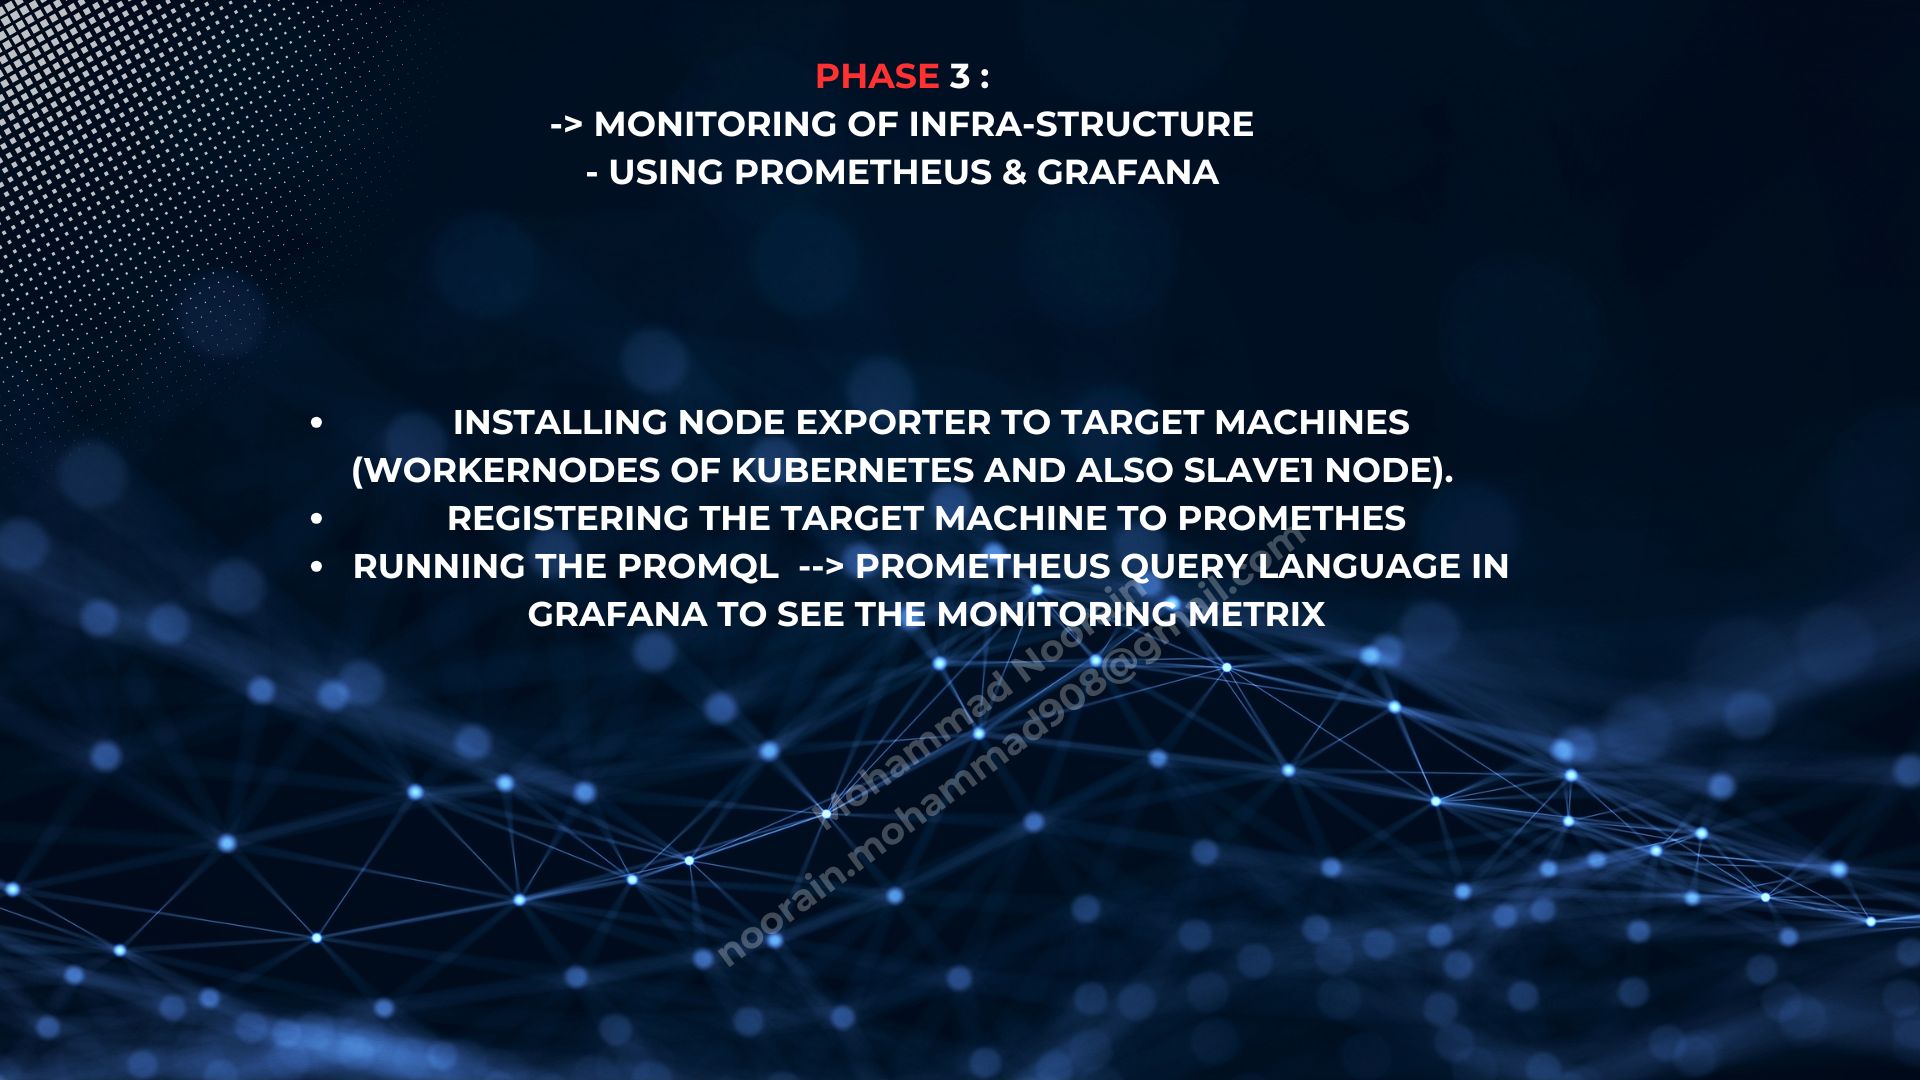 PHASE 3 :
-> MONITORING OF INFRA-STRUCTURE
- USING PROMETHEUS & GRAFANA
• INSTALLING NODE EXPORTER TO TARGET MACHINES
(WORKERNODES OF KUBERNETES AND ALSO SLAVE1 NODE).
• REGISTERING THE TARGET MACHINE TO PROMETHES
• RUNNING THE PROMQL --> PROMETHEUS QUERY LANGUAGE IN
GRAFANA TO SEE THE MONITORING METRIX
Mohammad Noorain
noorain.mohammad908@gmail.com